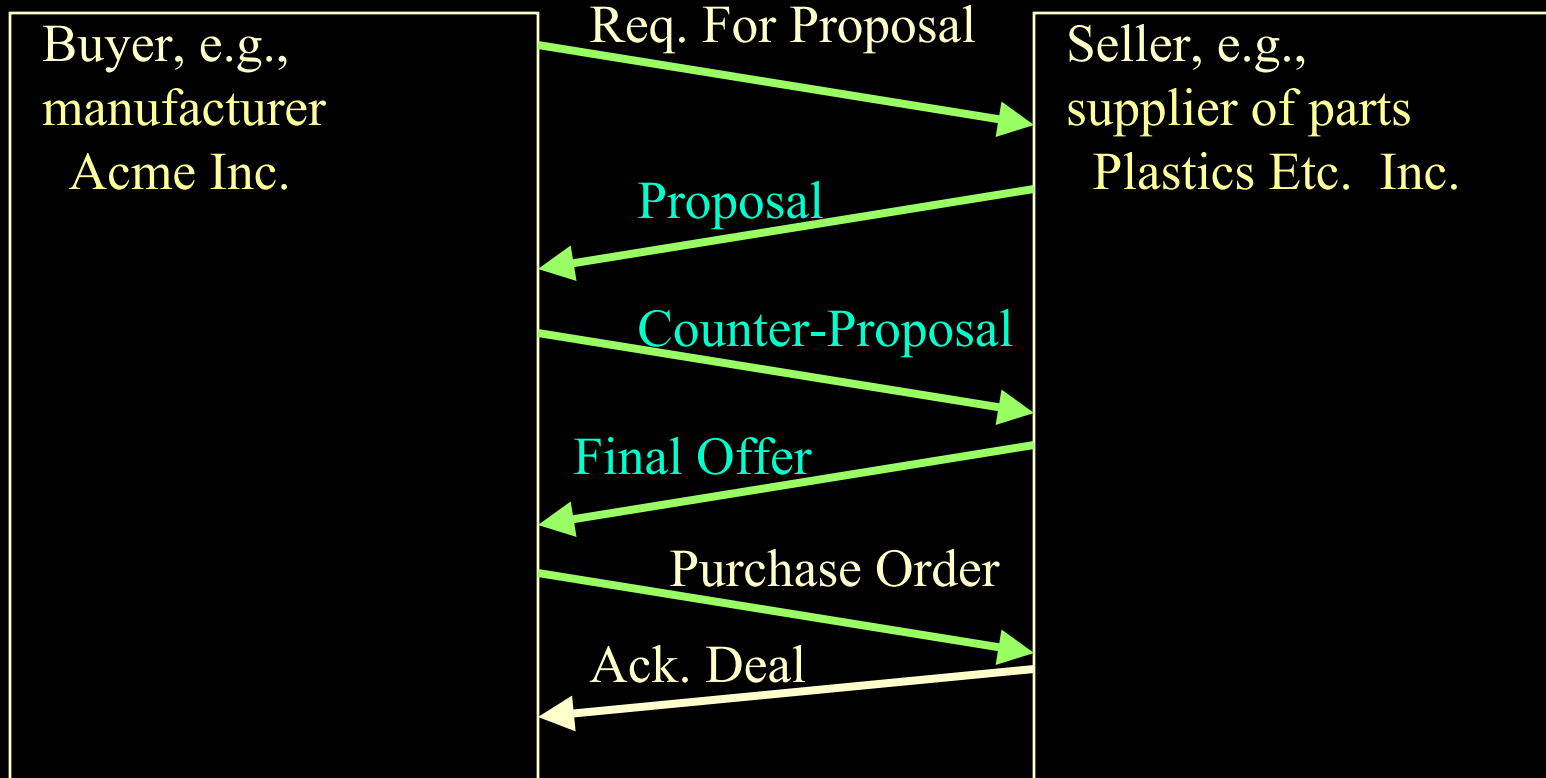 Buyer, e.g.,
manufacturer
Acme Inc.
Req. For Proposal
Proposal
Counter-Proposal
Final Offer
Purchase Order
Ack. Deal
Seller, e.g.,
supplier of parts
Plastics Etc. Inc.